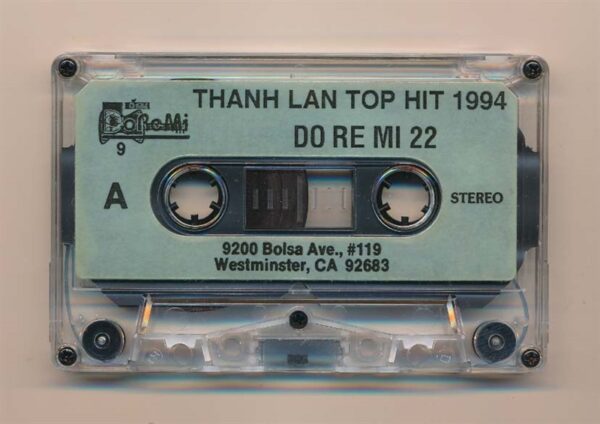 THANH LAN TOP HIT 1994
DoReMi
DO RE MI 22
9
A
STEREO
9200 Bolsa Ave., #119
Westminster, CA 92683